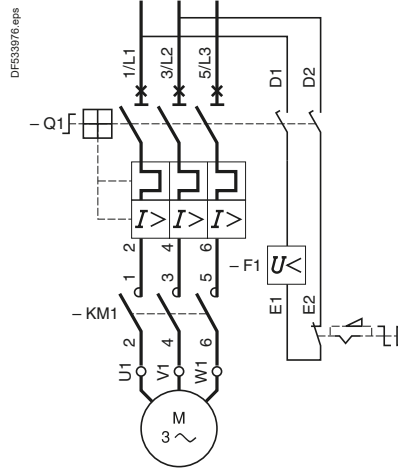 DF533976.eps
1/L1
3/L2
5/L3
D1
D2
– Q1
I >
I >
I >
2
4
6
– F1
U<
1
3
5
E1
E2
– KM1
2
4
6
U1
V1
W1
M
3 ~